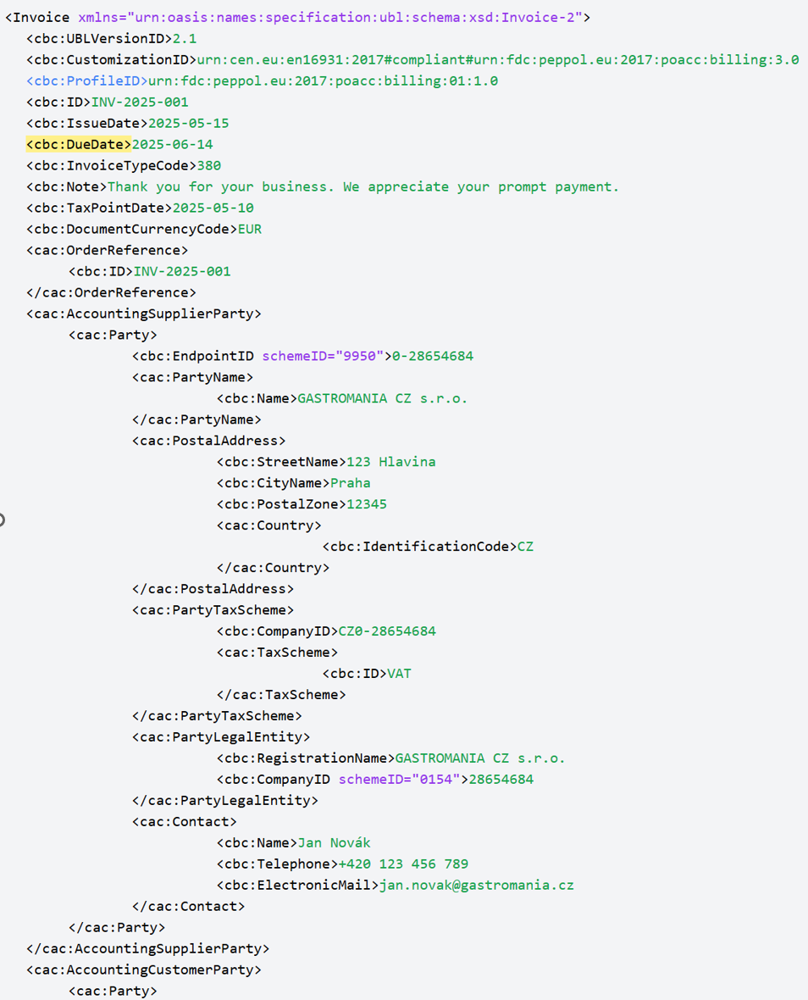 <Invoice xmlns="urn:oasis:names:specification:ubl:schema:xsd:Invoice-2">
<cbc:UBLVersionID>2.1
<cbc:CustomizationID>urn:cen.eu:en16931:2017#compliant#urn:fdc:peppol.eu:2017:poacc:billing:3.0
<cbc:ProfileID>urn:fdc:peppol.eu:2017:poacc:billing:01:1.0
<cbc:ID>INV-2025-001
<cbc:IssueDate>2025-05-15
<cbc:DueDate>2025-06-14
<cbc:InvoiceTypeCode>380
<cbc:Note>Thank you for your business. We appreciate your prompt payment.
<cbc:TaxPointDate>2025-05-10
<cbc:DocumentCurrencyCode>EUR
<cac:OrderReference>
<cbc:ID>INV-2025-001
</cac:OrderReference>
<cac:AccountingSupplierParty>
<cac:Party>
<cbc:EndpointID schemeID="9950">0-28654684
<cac:PartyName>
<cbc:Name>GASTROMANIA CZ s.r.o.
</cac:PartyName>
<cac:PostalAddress>
<cbc:StreetName>123 Hlavina
<cbc:CityName>Praha
<cbc:PostalZone>12345
<cac:Country>
<cbc:IdentificationCode>CZ
</cac:Country>
</cac:PostalAddress>
<cac:PartyTaxScheme>
<cbc:CompanyID>CZ0-28654684
<cac:TaxScheme>
<cbc:ID>VAT
</cac:TaxScheme>
</cac:PartyTaxScheme>
<cac:PartyLegalEntity>
<cbc:RegistrationName>GASTROMANIA CZ s.r.o.
<cbc:CompanyID schemeID="0154">28654684
</cac:PartyLegalEntity>
<cac:Contact>
<cbc:Name>Jan Novák
<cbc:Telephone>+420 123 456 789
<cbc:ElectronicMail>jan.novak@gastromania.cz
</cac:Contact>
</cac:Party>
</cac:AccountingSupplierParty>
<cac:AccountingCustomerParty>
<cac:Party>